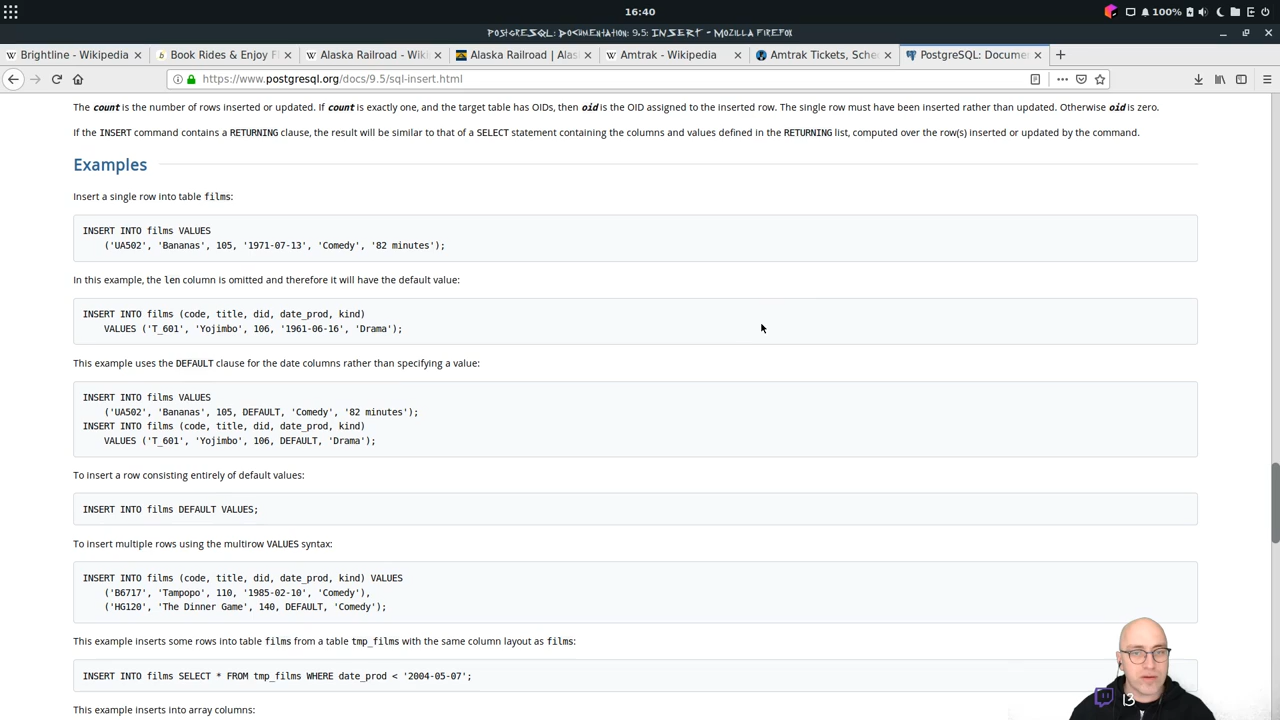 16:40
100%
PostgreSQL: Documentation: 9.5: INSERT - Mozilla Firefox
Brightline - Wikipedia
Book Rides & Enjoy F
Alaska Railroad - Wiki
Alaska Railroad | Alas
Amtrak - Wikipedia
Amtrak Tickets, Sche
PostgreSQL: Docume
https://www.postgresql.org/docs/9.5/sql-insert.html
The count is the number of rows inserted or updated. If count is exactly one, and the target table has OIDs, then oid is the OID assigned to the inserted row. The single row must have been inserted rather than updated. Otherwise oid is zero.
If the INSERT command contains a RETURNING clause, the result will be similar to that of a SELECT statement containing the columns and values defined in the RETURNING list, computed over the row(s) inserted or updated by the command.
Examples
Insert a single row into table films:
INSERT INTO films VALUES
('UA502', 'Bananas', 105, '1971-07-13', 'Comedy', '82 minutes');
In this example, the len column is omitted and therefore it will have the default value:
INSERT INTO films (code, title, did, date_prod, kind)
VALUES ('T_601', 'Yojimbo', 106, '1961-06-16', 'Drama');
This example uses the DEFAULT clause for the date columns rather than specifying a value:
INSERT INTO films VALUES
('UA502', 'Bananas', 105, DEFAULT, 'Comedy', '82 minutes');
INSERT INTO films (code, title, did, date_prod, kind)
VALUES ('T_601', 'Yojimbo', 106, DEFAULT, 'Drama');
To insert a row consisting entirely of default values:
INSERT INTO films DEFAULT VALUES;
To insert multiple rows using the multirow VALUES syntax:
INSERT INTO films (code, title, did, date_prod, kind) VALUES
('B6717', 'Tampopo', 110, '1985-02-10', 'Comedy'),
('HG120', 'The Dinner Game', 140, DEFAULT, 'Comedy');
This example inserts some rows into table films from a table tmp_films with the same column layout as films:
INSERT INTO films SELECT * FROM tmp_films WHERE date_prod < '2004-05-07';
This example inserts into array columns:
13